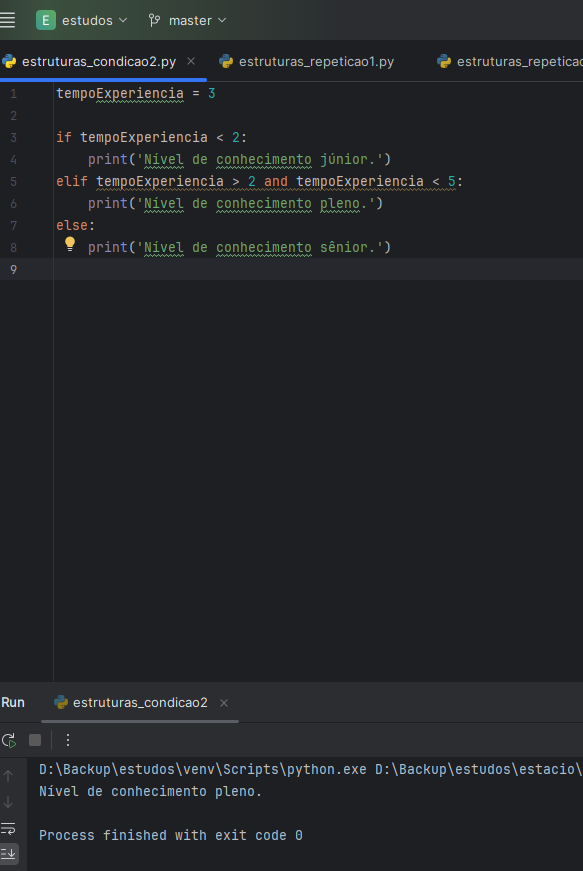 E estudos master
estruturas_condicao2.py estruturas_repeticao1.py estruturas_repeticao
1 tempoExperiencia = 3
2
3 if tempoExperiencia < 2:
4 print('Nível de conhecimento júnior.')
5 elif tempoExperiencia > 2 and tempoExperiencia < 5:
6 print('Nível de conhecimento pleno.')
7 else:
8 print('Nível de conhecimento sênior.')
9
Run estruturas_condicao2
D:\Backup\estudos\venv\Scripts\python.exe D:\Backup\estudos\estacio\
Nível de conhecimento pleno.
Process finished with exit code 0